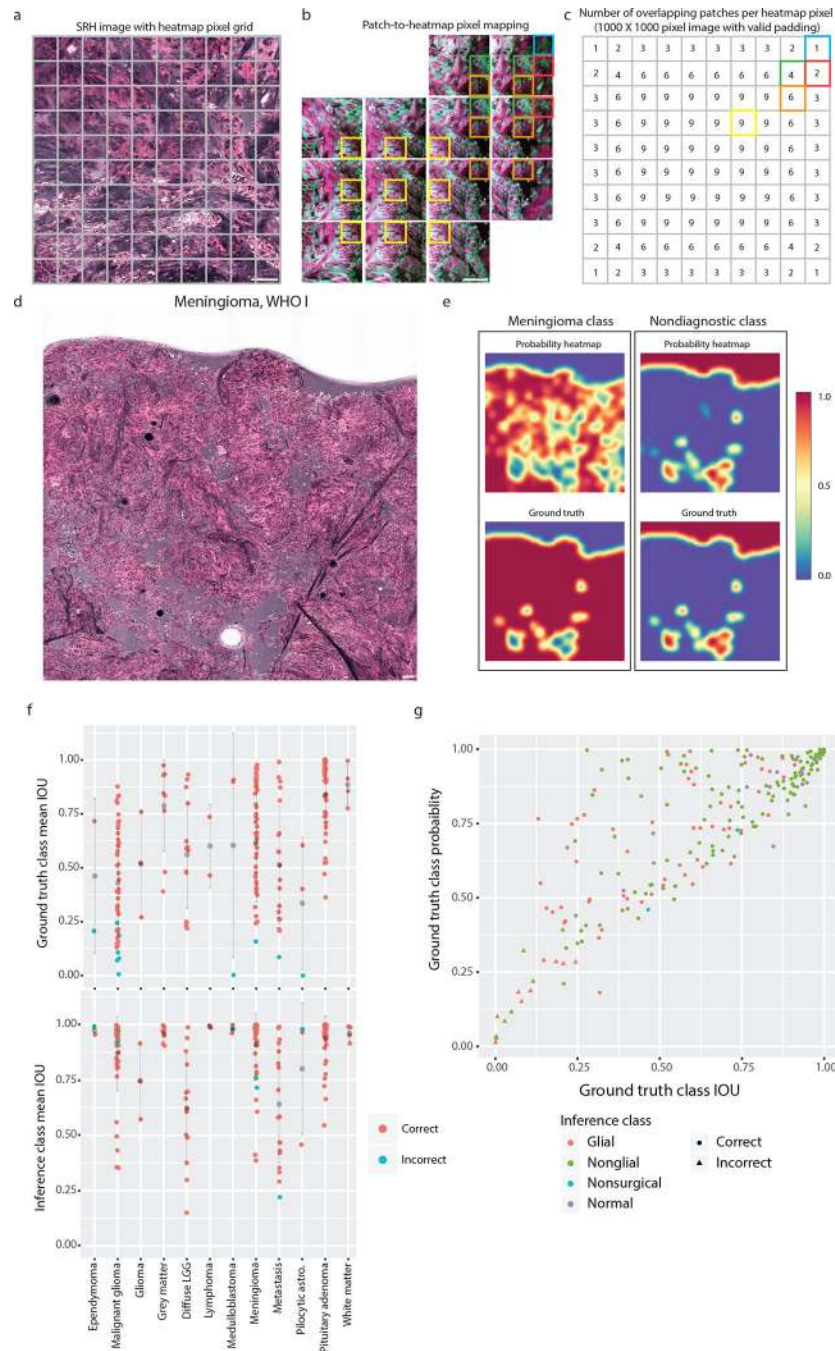 a
SRH image with heatmap pixel grid
b
Patch-to-heatmap pixel mapping
c
Number of overlapping patches per heatmap pixel
(1000 X 1000 pixel image with valid padding)
1 2 3 3 3 3 3 3 2 1
2 4 6 6 6 6 6 6 4 2
3 6 9 9 9 9 9 9 6 3
3 6 9 9 9 9 9 9 6 3
3 6 9 9 9 9 9 9 6 3
3 6 9 9 9 9 9 9 6 3
3 6 9 9 9 9 9 9 6 3
3 6 9 9 9 9 9 9 6 3
2 4 6 6 6 6 6 6 4 2
1 2 3 3 3 3 3 3 2 1
d
Meningioma, WHO I
e
Meningioma class
Nondiagnostic class
Probability heatmap
Probability heatmap
Ground truth
Ground truth
1.0
0.5
0.0
f
Ground truth class mean IOU
1.00
0.75
0.50
0.25
0.00
Inference class mean IOU
1.00
0.75
0.50
0.25
0.00
Ependymoma
Malignant glioma
Glioma
Grey matter
Diffuse LGG
Lymphoma
Medulloblastoma
Meningioma
Metastasis
Pilocytic astro.
Pituitary adenoma
White matter
Correct
Incorrect
g
Ground truth class probaiblity
1.00
0.75
0.50
0.25
0.00
0.00 0.25 0.50 0.75 1.00
Ground truth class IOU
Inference class
Glial
Nonglial
Nonsurgical
Normal
Correct
Incorrect